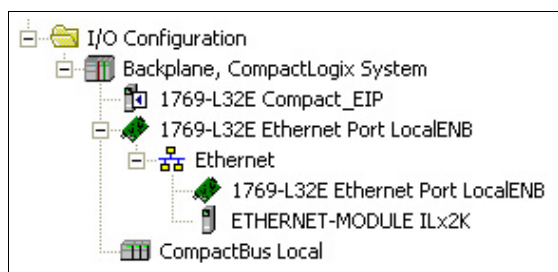 I/O Configuration
Backplane, CompactLogix System
1769-L32E Compact_EIP
1769-L32E Ethernet Port LocalENB
Ethernet
1769-L32E Ethernet Port LocalENB
ETHERNET-MODULE ILx2K
CompactBus Local